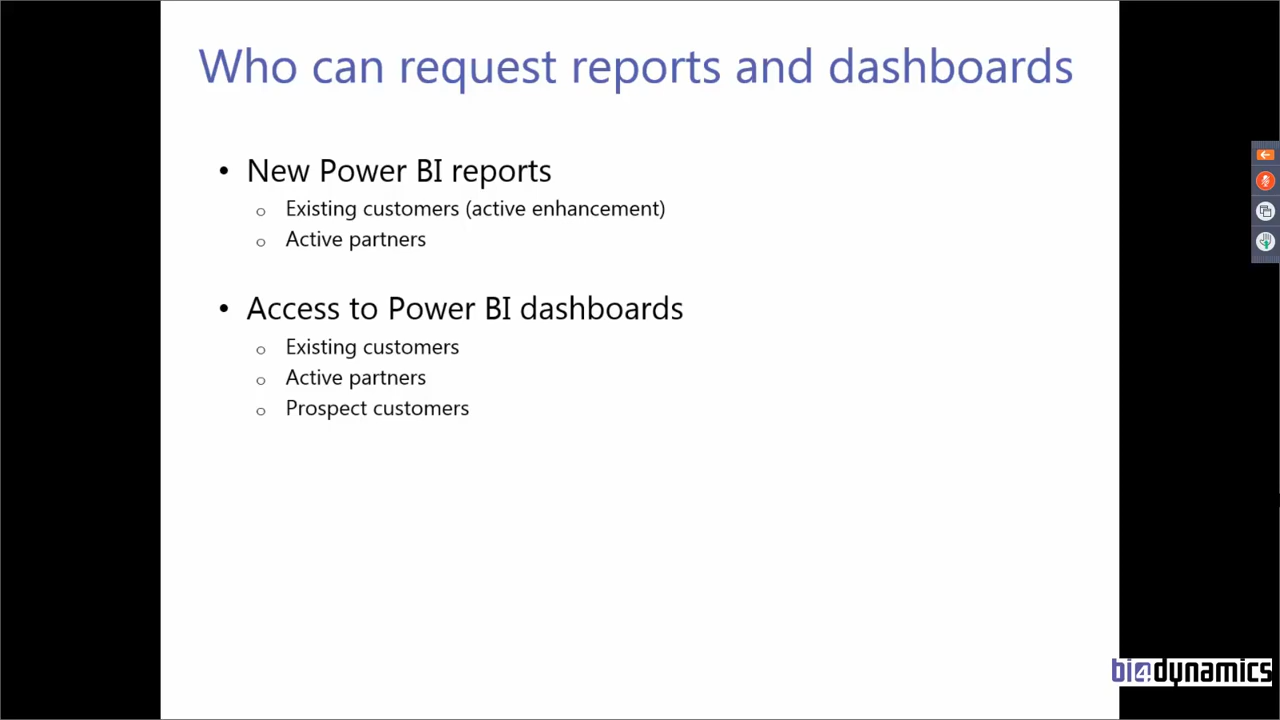 Who can request reports and dashboards
• New Power BI reports
o Existing customers (active enhancement)
o Active partners
• Access to Power BI dashboards
o Existing customers
o Active partners
o Prospect customers
bi4dynamics